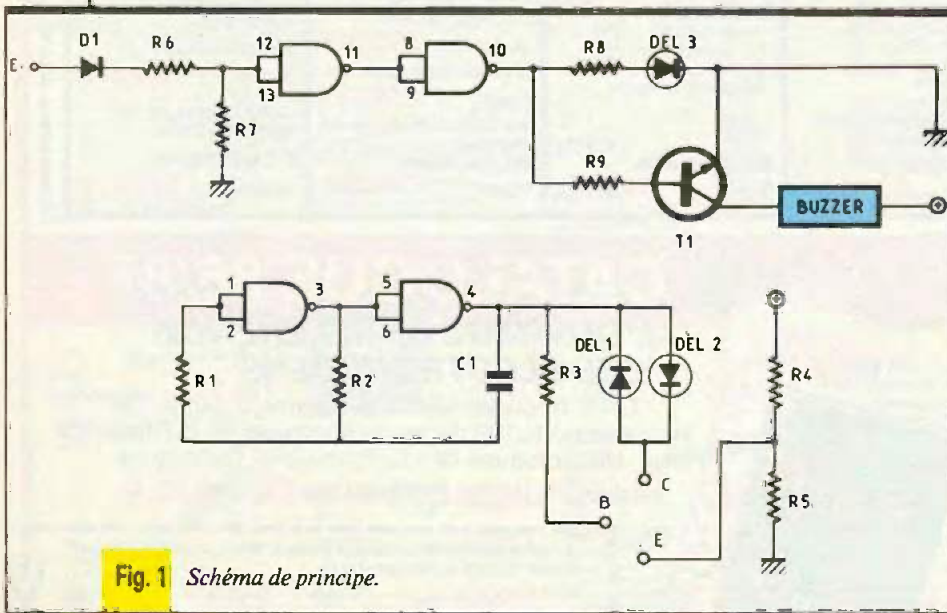 D1
R6
12
13
11
8
9
10
R8
DEL 3
E
R7
R9
T1
BUZZER
+
1
2
3
5
6
4
R1
R2
C1
R3
DEL 1
DEL 2
+
R4
C
B
E
R5
Fig. 1 Schéma de principe.